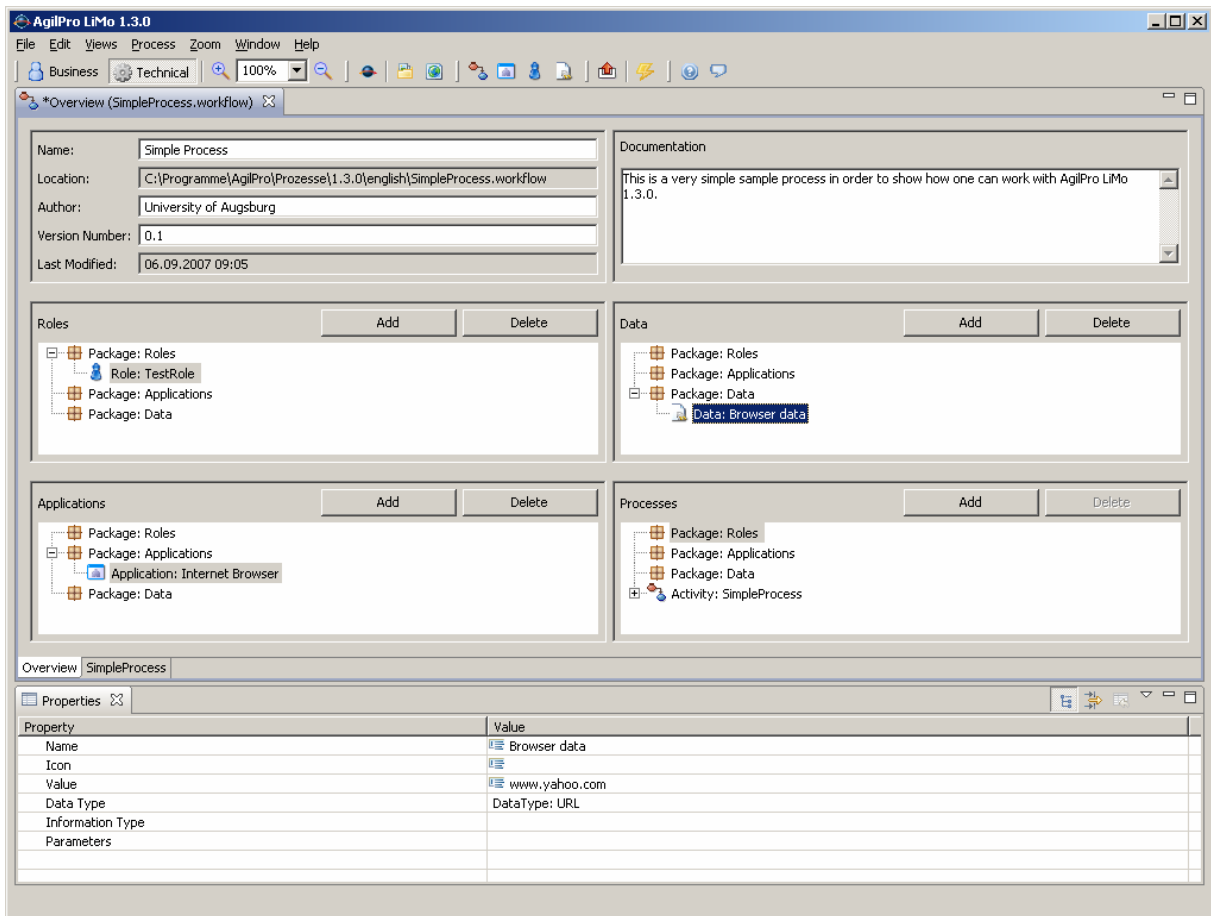 AgilPro LiMo 1.3.0
File Edit Views Process Zoom Window Help
Business Technical 100%
*Overview (SimpleProcess.workflow)
Name: Simple Process
Location: C:\Programme\AgilPro\Prozesse\1.3.0\english\SimpleProcess.workflow
Author: University of Augsburg
Version Number: 0.1
Last Modified: 06.09.2007 09:05
Documentation
This is a very simple sample process in order to show how one can work with AgilPro LiMo
1.3.0.
Roles Add Delete
Package: Roles
Role: TestRole
Package: Applications
Package: Data
Data Add Delete
Package: Roles
Package: Applications
Package: Data
Data: Browser data
Applications Add Delete
Package: Roles
Package: Applications
Application: Internet Browser
Package: Data
Processes Add Delete
Package: Roles
Package: Applications
Package: Data
Activity: SimpleProcess
Overview SimpleProcess
Properties
Property Value
Name Browser data
Icon
Value www.yahoo.com
Data Type DataType: URL
Information Type
Parameters